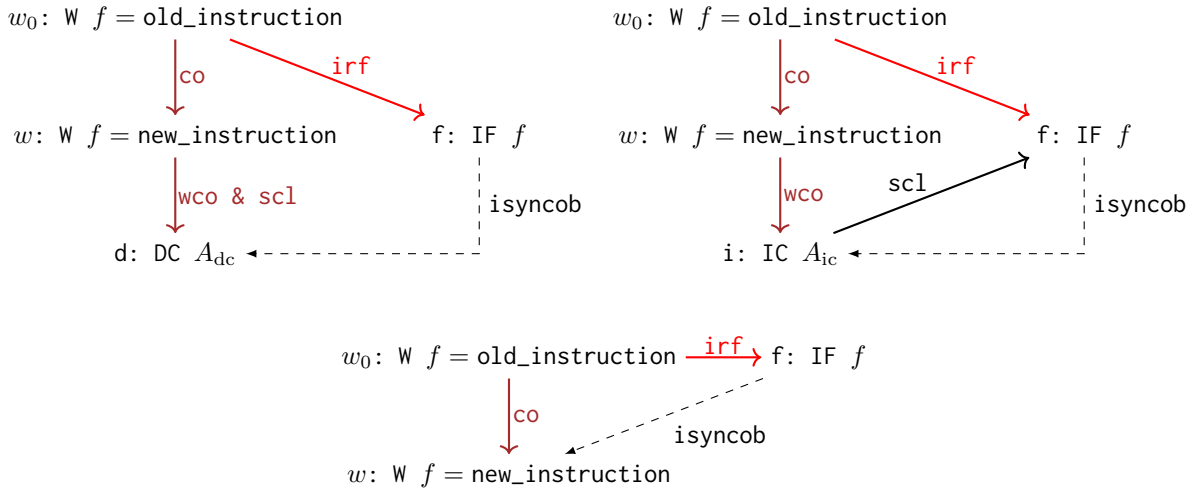 w₀: W f = old_instruction w₀: W f = old_instruction
co irf co irf
w: W f = new_instruction f: IF f w: W f = new_instruction f: IF f
wco & scl isyncob wco scl isyncob
d: DC A_dc i: IC A_ic
w₀: W f = old_instruction irf f: IF f
co isyncob
w: W f = new_instruction